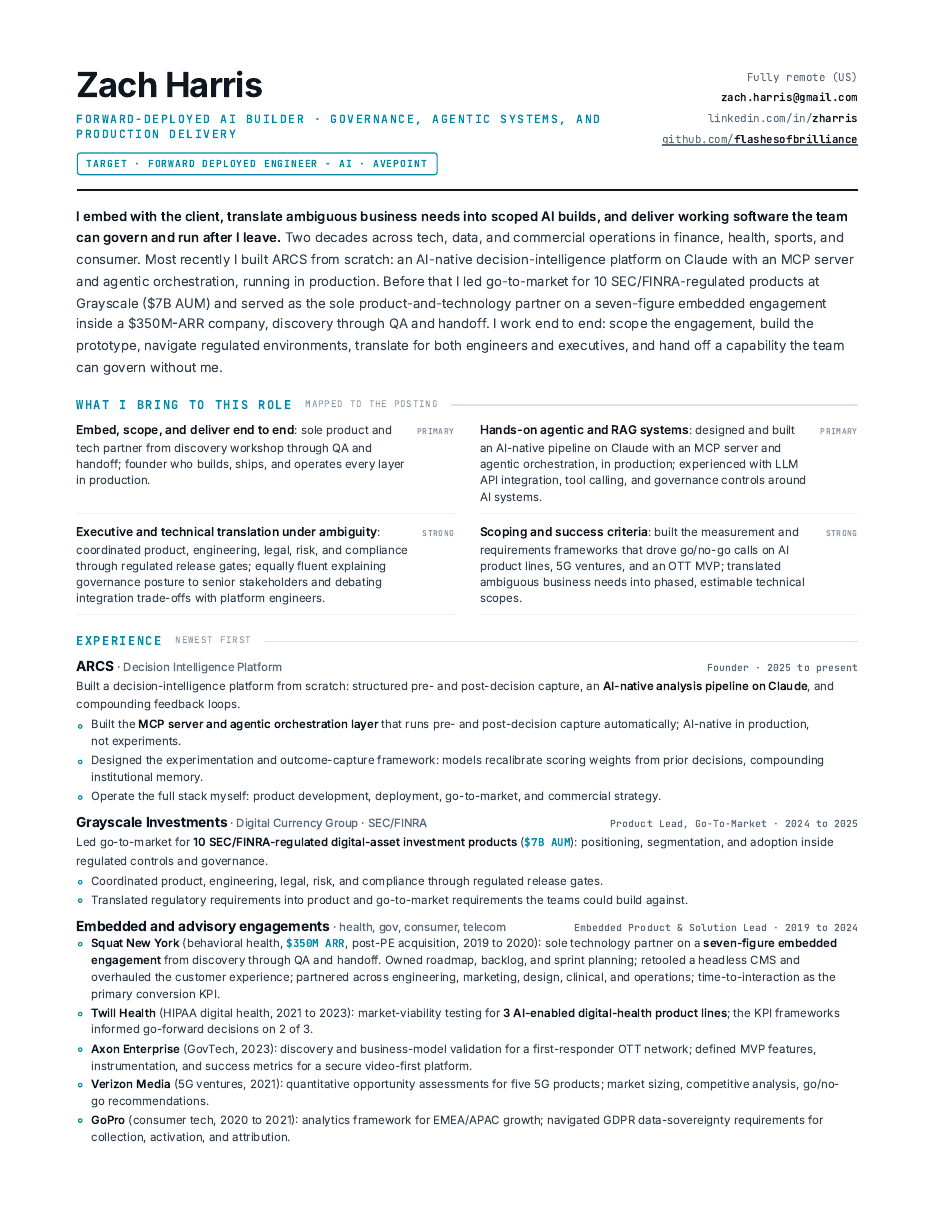 Zach Harris
FORWARD-DEPLOYED AI BUILDER · GOVERNANCE, AGENTIC SYSTEMS, AND
PRODUCTION DELIVERY
TARGET · FORWARD DEPLOYED ENGINEER - AI · AVEPOINT
Fully remote (US)
zach.harris@gmail.com
linkedin.com/in/zharris
github.com/flashesofbrilliance
I embed with the client, translate ambiguous business needs into scoped AI builds, and deliver working software the team
can govern and run after I leave. Two decades across tech, data, and commercial operations in finance, health, sports, and
consumer. Most recently I built ARCS from scratch: an AI-native decision-intelligence platform on Claude with an MCP server
and agentic orchestration, running in production. Before that I led go-to-market for 10 SEC/FINRA-regulated products at
Grayscale ($7B AUM) and served as the sole product-and-technology partner on a seven-figure embedded engagement
inside a $350M-ARR company, discovery through QA and handoff. I work end to end: scope the engagement, build the
prototype, navigate regulated environments, translate for both engineers and executives, and hand off a capability the team
can govern without me.
WHAT I BRING TO THIS ROLE MAPPED TO THE POSTING
Embed, scope, and deliver end to end: sole product and PRIMARY
tech partner from discovery workshop through QA and
handoff; founder who builds, ships, and operates every layer
in production.
Hands-on agentic and RAG systems: designed and built PRIMARY
an AI-native pipeline on Claude with an MCP server and
agentic orchestration, in production; experienced with LLM
API integration, tool calling, and governance controls around
AI systems.
Executive and technical translation under ambiguity: STRONG
coordinated product, engineering, legal, risk, and compliance
through regulated release gates; equally fluent explaining
governance posture to senior stakeholders and debating
integration trade-offs with platform engineers.
Scoping and success criteria: built the measurement and STRONG
requirements frameworks that drove go/no-go calls on AI
product lines, 5G ventures, and an OTT MVP; translated
ambiguous business needs into phased, estimable technical
scopes.
EXPERIENCE NEWEST FIRST
ARCS · Decision Intelligence Platform Founder · 2025 to present
Built a decision-intelligence platform from scratch: structured pre- and post-decision capture, an AI-native analysis pipeline on Claude, and
compounding feedback loops.
Built the MCP server and agentic orchestration layer that runs pre- and post-decision capture automatically; AI-native in production,
not experiments.
Designed the experimentation and outcome-capture framework: models recalibrate scoring weights from prior decisions, compounding
institutional memory.
Operate the full stack myself: product development, deployment, go-to-market, and commercial strategy.
Grayscale Investments · Digital Currency Group · SEC/FINRA Product Lead, Go-To-Market · 2024 to 2025
Led go-to-market for 10 SEC/FINRA-regulated digital-asset investment products ($7B AUM): positioning, segmentation, and adoption inside
regulated controls and governance.
Coordinated product, engineering, legal, risk, and compliance through regulated release gates.
Translated regulatory requirements into product and go-to-market requirements the teams could build against.
Embedded and advisory engagements · health, gov, consumer, telecom Embedded Product & Solution Lead · 2019 to 2024
Squat New York (behavioral health, $350M ARR, post-PE acquisition, 2019 to 2020): sole technology partner on a seven-figure embedded
engagement from discovery through QA and handoff. Owned roadmap, backlog, and sprint planning; retooled a headless CMS and
overhauled the customer experience; partnered across engineering, marketing, design, clinical, and operations; time-to-interaction as the
primary conversion KPI.
Twill Health (HIPAA digital health, 2021 to 2023): market-viability testing for 3 AI-enabled digital-health product lines; the KPI frameworks
informed go-forward decisions on 2 of 3.
Axon Enterprise (GovTech, 2023): discovery and business-model validation for a first-responder OTT network; defined MVP features,
instrumentation, and success metrics for a secure video-first platform.
Verizon Media (5G ventures, 2021): quantitative opportunity assessments for five 5G products; market sizing, competitive analysis, go/no-
go recommendations.
GoPro (consumer tech, 2020 to 2021): analytics framework for EMEA/APAC growth; navigated GDPR data-sovereignty requirements for
collection, activation, and attribution.